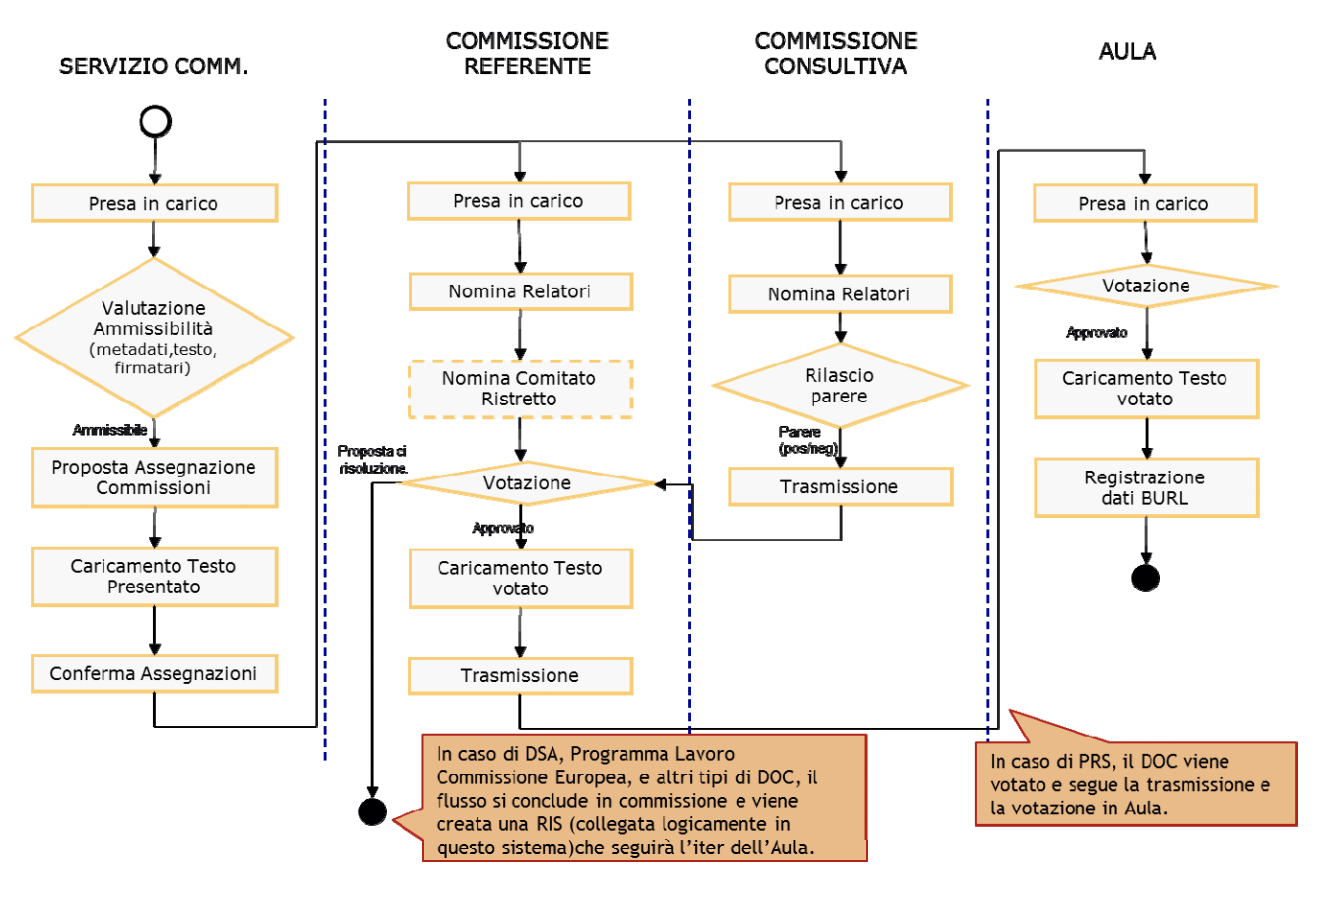 SERVIZIO COMM.
COMMISSIONE
REFERENTE
COMMISSIONE
CONSULTIVA
AULA
Presa in carico
Valutazione
Ammissibilità
(metadati,testo,
firmatari)
Ammissibile
Proposta Assegnazione
Commissioni
Caricamento Testo
Presentato
Conferma Assegnazioni
Presa in carico
Nomina Relatori
Nomina Comitato
Ristretto
Proposta ci
risoluzione.
Votazione
Approvato
Caricamento Testo
votato
Trasmissione
Presa in carico
Nomina Relatori
Rilascio
parere
Parere
(pos/neg)
Trasmissione
Presa in carico
Votazione
Approvato
Caricamento Testo
votato
Registrazione
dati BURL
In caso di DSA, Programma Lavoro
Commissione Europea, e altri tipi di DOC, il
flusso si conclude in commissione e viene
creata una RIS (collegata logicamente in
questo sistema)che seguirà l'iter dell'Aula.
In caso di PRS, il DOC viene
votato e segue la trasmissione e
la votazione in Aula.